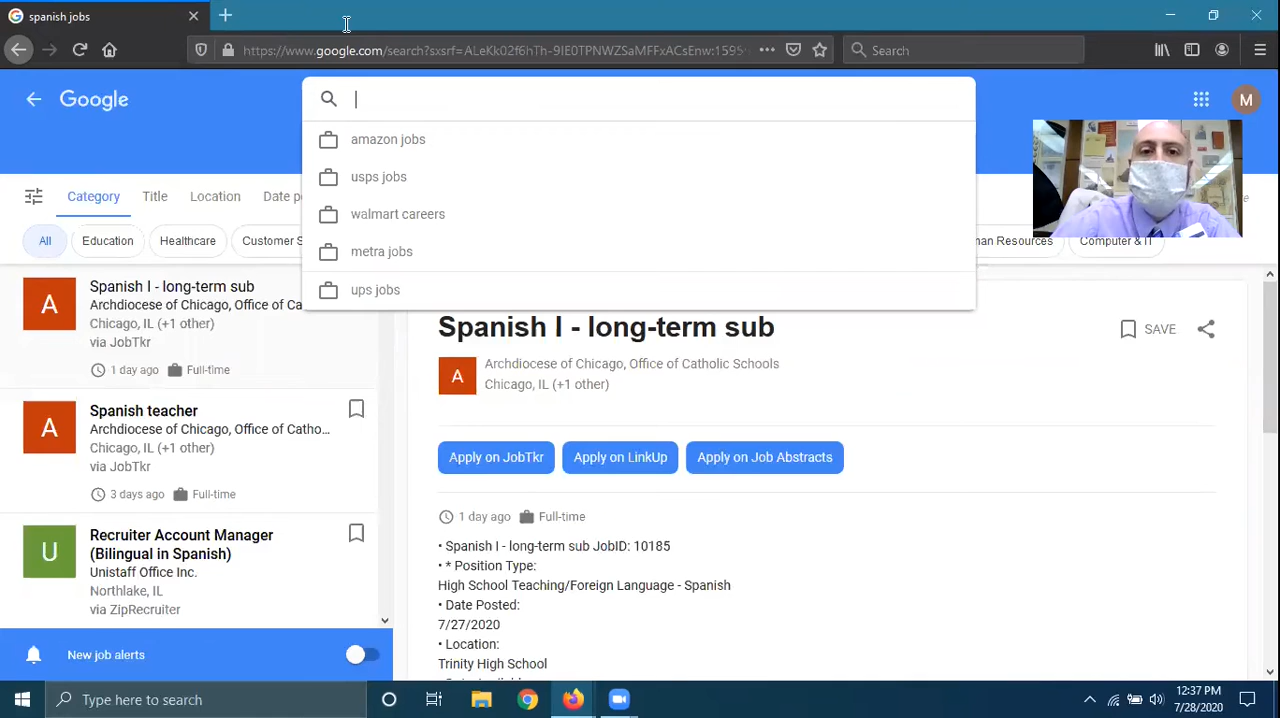 spanish jobs
https://www.google.com/search?sxsrf=
Search
Google
M
amazon jobs
usps jobs
walmart careers
metra jobs
ups jobs
Category
Title
Location
Date p
All
Education
Healthcare
Customer S
an Resources
Computer & IT
A
Spanish I - long-term sub
Archdiocese of Chicago, Office of Ca
Chicago, IL (+1 other)
via JobTkr
1 day ago
Full-time
A
Spanish teacher
Archdiocese of Chicago, Office of Catho...
Chicago, IL (+1 other)
via JobTkr
3 days ago
Full-time
U
Recruiter Account Manager
(Bilingual in Spanish)
Unistaff Office Inc.
Northlake, IL
via ZipRecruiter
New job alerts
Spanish I - long-term sub
SAVE
A
Archdiocese of Chicago, Office of Catholic Schools
Chicago, IL (+1 other)
Apply on JobTkr
Apply on LinkUp
Apply on Job Abstracts
1 day ago
Full-time
• Spanish I - long-term sub JobID: 10185
• * Position Type:
High School Teaching/Foreign Language - Spanish
• Date Posted:
7/27/2020
• Location:
Trinity High School
Type here to search
12:37 PM
7/28/2020